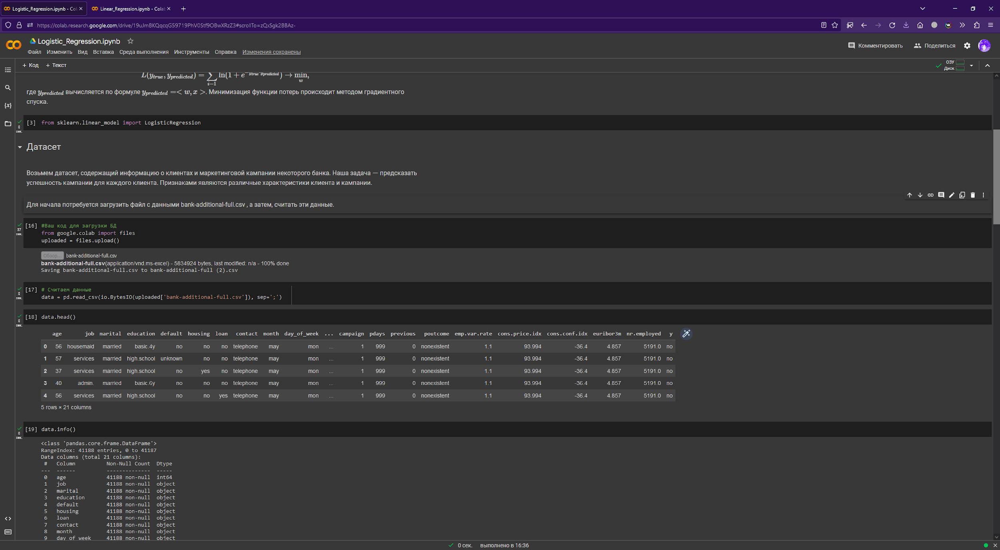 Logistic_Regression.ipynb - Col
Linear_Regression.ipynb - Colab
https://colab.research.google.com/drive/19uJmBKQqcqG59719PhV0Stf9OBwXRzZ3#scrollTo=zQxSgk2BBAz-
Logistic_Regression.ipynb
Файл Изменить Вид Вставка Среда выполнения Инструменты Справка Изменения сохранены
Комментировать Поделиться
+ Код + Текст
ОЗУ
Диск
L(y_true, y_predicted) = ∑_{i=1} ln(1 + e^{-y_true·y_predicted}) → min_w,
где y_predicted вычисляется по формуле y_predicted =< w, x >. Минимизация функции потерь происходит методом градиентного
спуска.
0 сек.
[3] from sklearn.linear_model import LogisticRegression
Датасет
Возьмем датасет, содержащий информацию о клиентах и маркетинговой кампании некоторого банка. Наша задача — предсказать
успешность кампании для каждого клиента. Признаками являются различные характеристики клиента и кампании.
Для начала потребуется загрузить файл с данными bank-additional-full.csv , а затем, считать эти данные.
57 сек.
[16] #Ваш код для загрузки БД
from google.colab import files
uploaded = files.upload()
Обзор... bank-additional-full.csv
bank-additional-full.csv(application/vnd.ms-excel) - 5834924 bytes, last modified: n/a - 100% done
Saving bank-additional-full.csv to bank-additional-full (2).csv
0 сек.
[17] # Считаем данные
data = pd.read_csv(io.BytesIO(uploaded['bank-additional-full.csv']), sep=';')
0 сек.
[18] data.head()
age job marital education default housing loan contact month day_of_week ... campaign pdays previous poutcome emp.var.rate cons.price.idx cons.conf.idx euribor3m nr.employed y
0 56 housemaid married basic.4y no no no telephone may mon ... 1 999 0 nonexistent 1.1 93.994 -36.4 4.857 5191.0 no
1 57 services married high.school unknown no no telephone may mon ... 1 999 0 nonexistent 1.1 93.994 -36.4 4.857 5191.0 no
2 37 services married high.school no yes no telephone may mon ... 1 999 0 nonexistent 1.1 93.994 -36.4 4.857 5191.0 no
3 40 admin. married basic.6y no no no telephone may mon ... 1 999 0 nonexistent 1.1 93.994 -36.4 4.857 5191.0 no
4 56 services married high.school no no yes telephone may mon ... 1 999 0 nonexistent 1.1 93.994 -36.4 4.857 5191.0 no
5 rows × 21 columns
0 сек.
[19] data.info()
<class 'pandas.core.frame.DataFrame'>
RangeIndex: 41188 entries, 0 to 41187
Data columns (total 21 columns):
# Column Non-Null Count Dtype
--- ------ -------------- -----
0 age 41188 non-null int64
1 job 41188 non-null object
2 marital 41188 non-null object
3 education 41188 non-null object
4 default 41188 non-null object
5 housing 41188 non-null object
6 loan 41188 non-null object
7 contact 41188 non-null object
8 month 41188 non-null object
9 day_of_week 41188 non-null object
0 сек. выполнено в 16:36